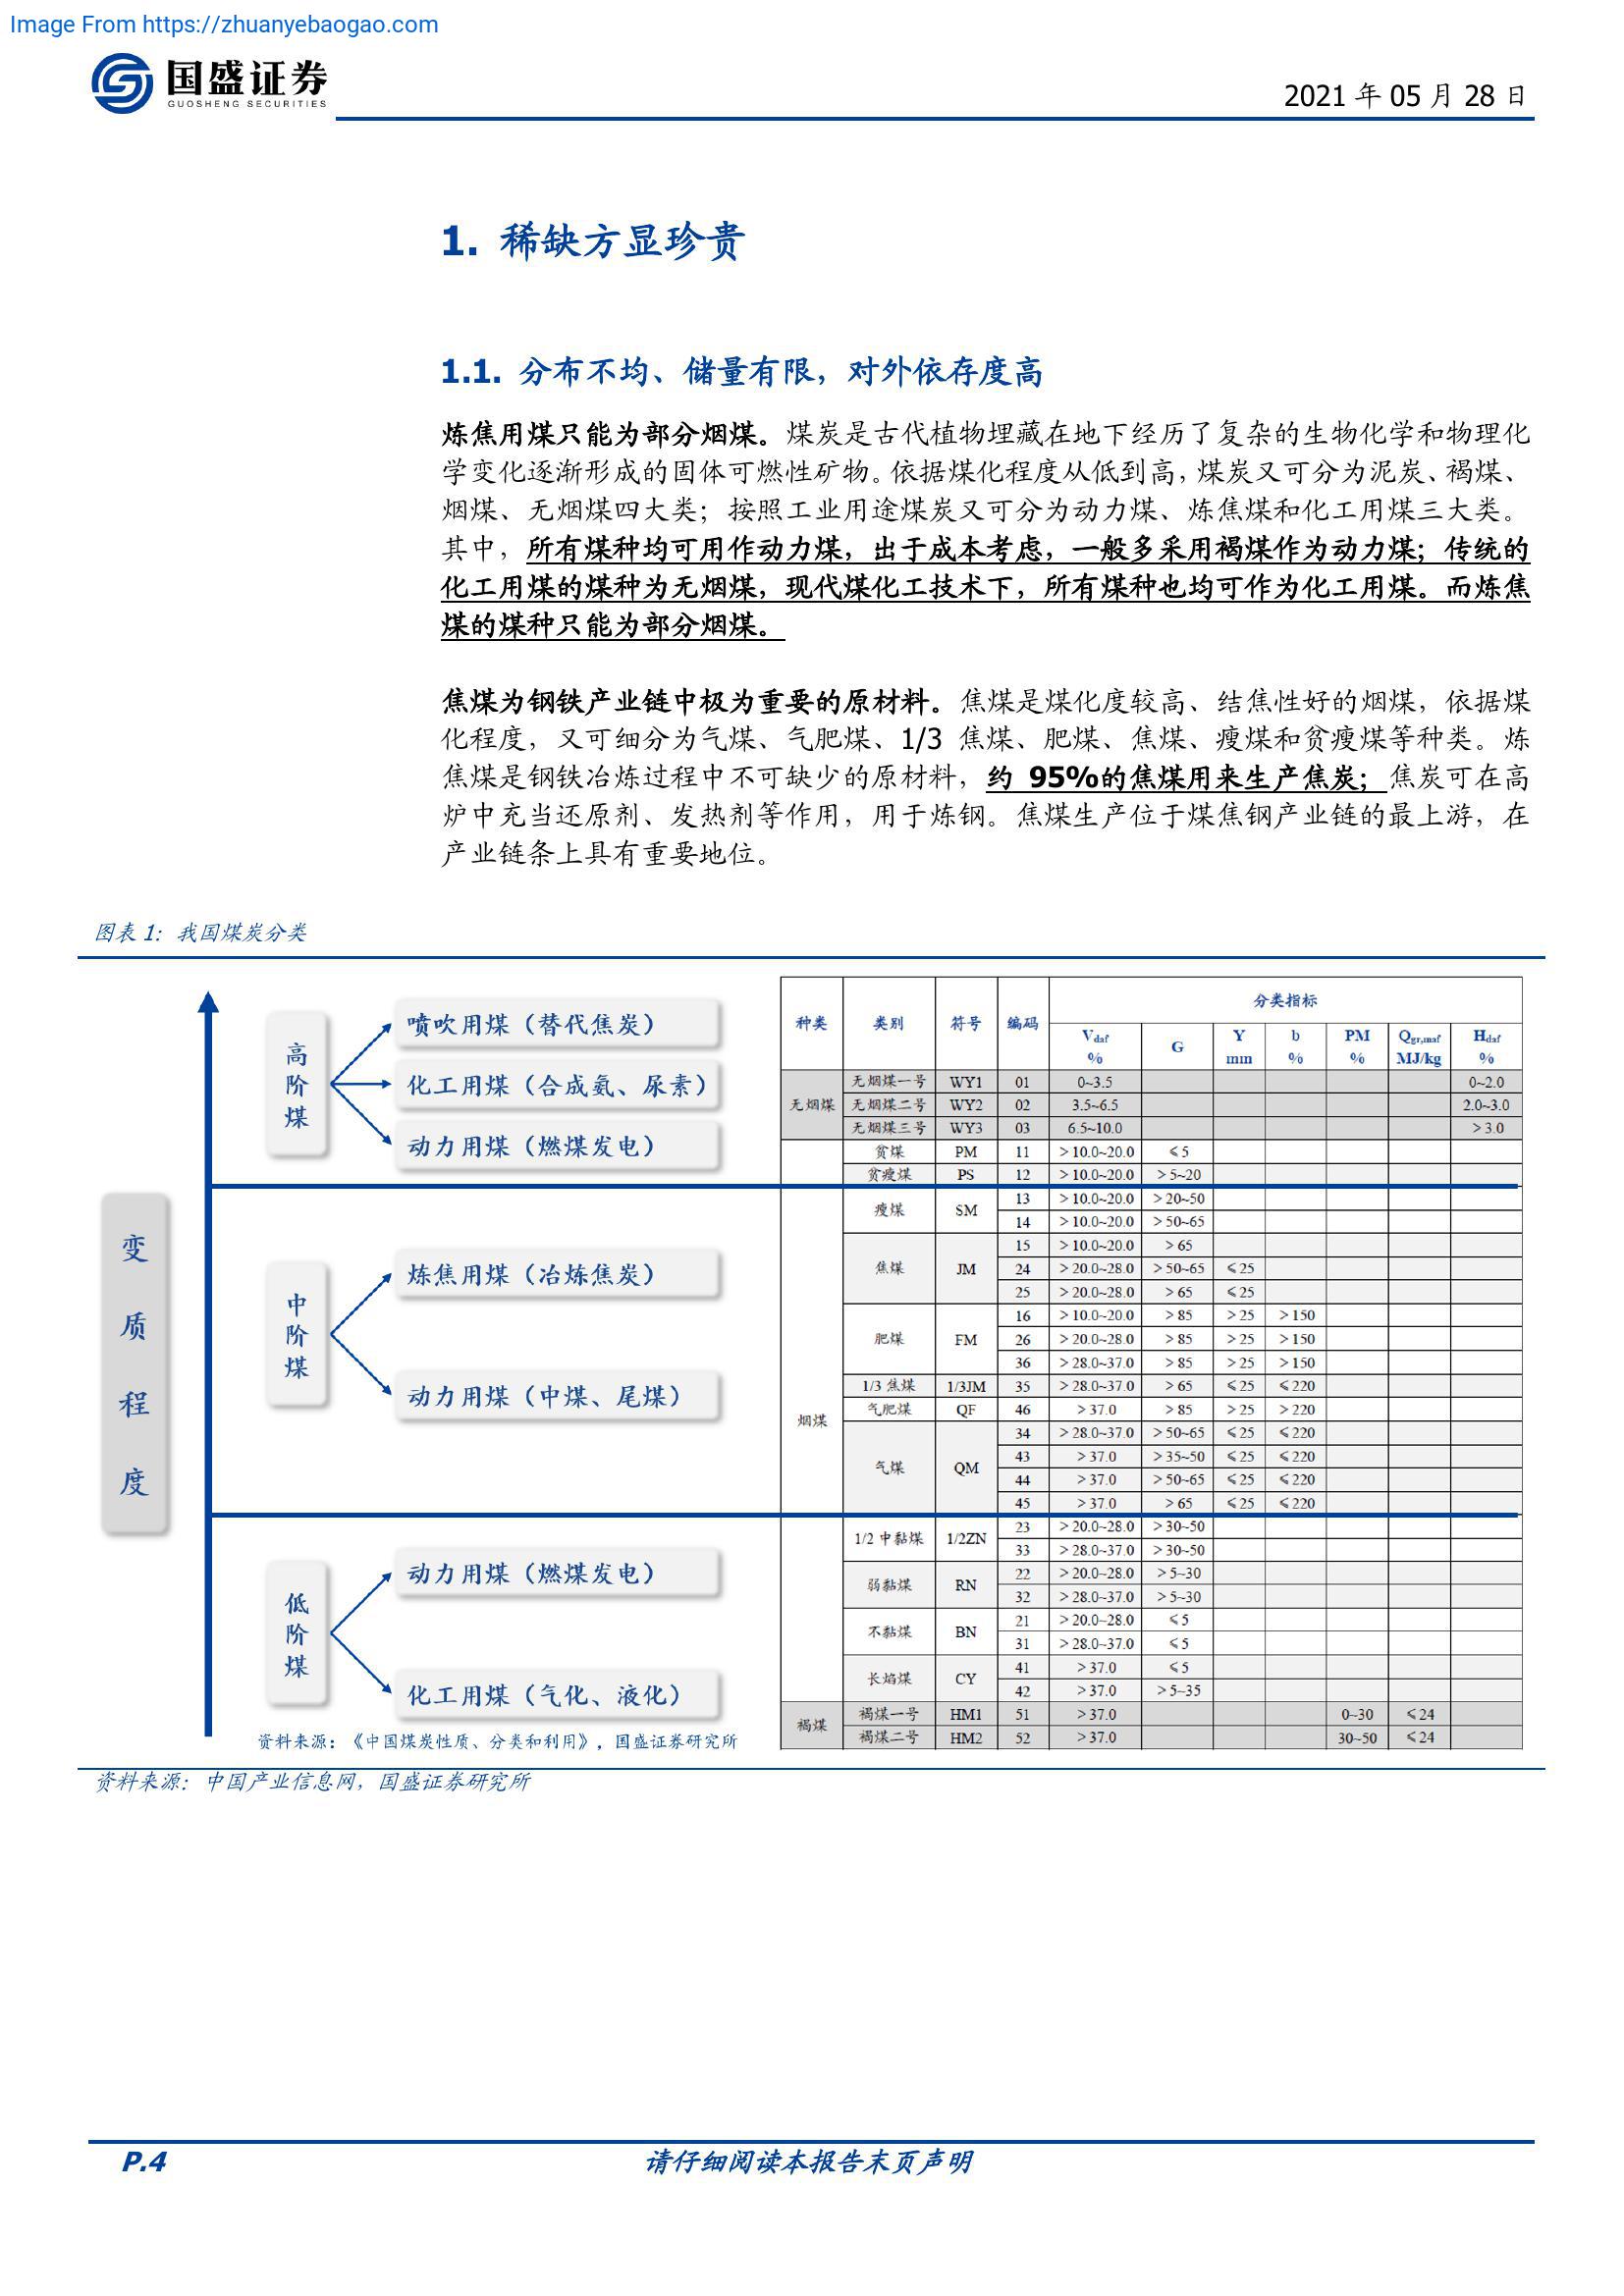 Image From https://zhuanyebaogao.com
国盛证券
GUOSHENG SECURITIES
2021 年 05 月 28 日
1. 稀缺方显珍贵
1.1. 分布不均、储量有限，对外依存度高
炼焦用煤只能为部分烟煤。煤炭是古代植物埋藏在地下经历了复杂的生物化学和物理化
学变化逐渐形成的固体可燃性矿物。依据煤化程度从低到高，煤炭又可分为泥炭、褐煤、
烟煤、无烟煤四大类；按照工业用途煤炭又可分为动力煤、炼焦煤和化工用煤三大类。
其中，所有煤种均可用作动力煤，出于成本考虑，一般多采用褐煤作为动力煤；传统的
化工用煤的煤种为无烟煤，现代煤化工技术下，所有煤种也均可作为化工用煤。而炼焦
煤的煤种只能为部分烟煤。
焦煤为钢铁产业链中极为重要的原材料。焦煤是煤化度较高、结焦性好的烟煤，依据煤
化程度，又可细分为气煤、气肥煤、1/3 焦煤、肥煤、焦煤、瘦煤和贫瘦煤等种类。炼
焦煤是钢铁冶炼过程中不可缺少的原材料，约 95%的焦煤用来生产焦炭；焦炭可在高
炉中充当还原剂、发热剂等作用，用于炼钢。焦煤生产位于煤焦钢产业链的最上游，在
产业链条上具有重要地位。
图表 1：我国煤炭分类
变质程度
高阶煤
喷吹用煤（替代焦炭）
化工用煤（合成氨、尿素）
动力用煤（燃煤发电）
中阶煤
炼焦用煤（冶炼焦炭）
动力用煤（中煤、尾煤）
低阶煤
动力用煤（燃煤发电）
化工用煤（气化、液化）
资料来源：《中国煤炭性质、分类和利用》，国盛证券研究所
种类 类别 符号 编码 分类指标
Vdaf % G Y mm b % PM % Qgr,maf MJ/kg Hdaf %
无烟煤 无烟煤一号 WY1 01 0~3.5 0~2.0
无烟煤二号 WY2 02 3.5~6.5 2.0~3.0
无烟煤三号 WY3 03 6.5~10.0 >3.0
烟煤 贫煤 PM 11 >10.0~20.0 ≤5
贫瘦煤 PS 12 >10.0~20.0 >5~20
瘦煤 SM 13 >10.0~20.0 >20~50
14 >10.0~20.0 >50~65
焦煤 JM 15 >10.0~20.0 >65
24 >20.0~28.0 >50~65 ≤25
25 >20.0~28.0 >65 ≤25
肥煤 FM 16 >10.0~20.0 >85 >25 >150
26 >20.0~28.0 >85 >25 >150
36 >28.0~37.0 >85 >25 >150
1/3 焦煤 1/3JM 35 >28.0~37.0 >65 ≤25 ≤220
气肥煤 QF 46 >37.0 >85 >25 >220
气煤 QM 34 >28.0~37.0 >50~65 ≤25 ≤220
43 >37.0 >35~50 ≤25 ≤220
44 >37.0 >50~65 ≤25 ≤220
45 >37.0 >65 ≤25 ≤220
1/2 中黏煤 1/2ZN 23 >20.0~28.0 >30~50
33 >28.0~37.0 >30~50
弱黏煤 RN 22 >20.0~28.0 >5~30
32 >28.0~37.0 >5~30
不黏煤 BN 21 >20.0~28.0 ≤5
31 >28.0~37.0 ≤5
长焰煤 CY 41 >37.0 ≤5
42 >37.0 >5~35
褐煤 褐煤一号 HM1 51 >37.0 0~30 ≤24
褐煤二号 HM2 52 >37.0 30~50 ≤24
资料来源：中国产业信息网，国盛证券研究所
P.4
请仔细阅读本报告末页声明